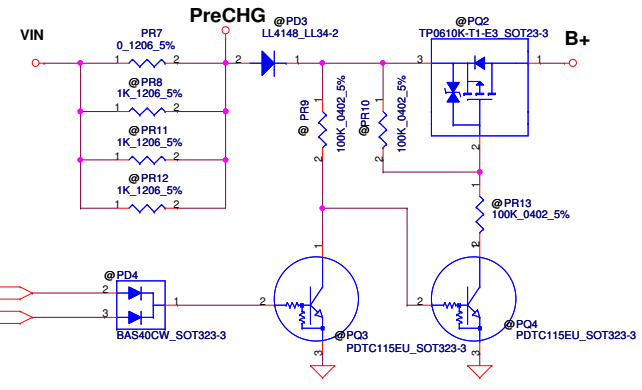 PreCHG
VIN
PR7
0_1206_5%
1
2
@PD3
LL4148_LL34-2
2
1
@PQ2
TP0610K-T1-E3_SOT23-3
3
1
B+
@PR8
1K_1206_5%
1
2
@PR11
1K_1206_5%
1
2
@PR12
1K_1206_5%
1
2
1
@PR9
100K_0402_5%
2
1
@PR10
100K_0402_5%
2
2
1
@PR13
100K_0402_5%
2
@PD4
2
3
1
BAS40CW_SOT323-3
1
2
@PQ3
PDTC115EU_SOT323-3
3
2
@PQ4
PDTC115EU_SOT323-3
3